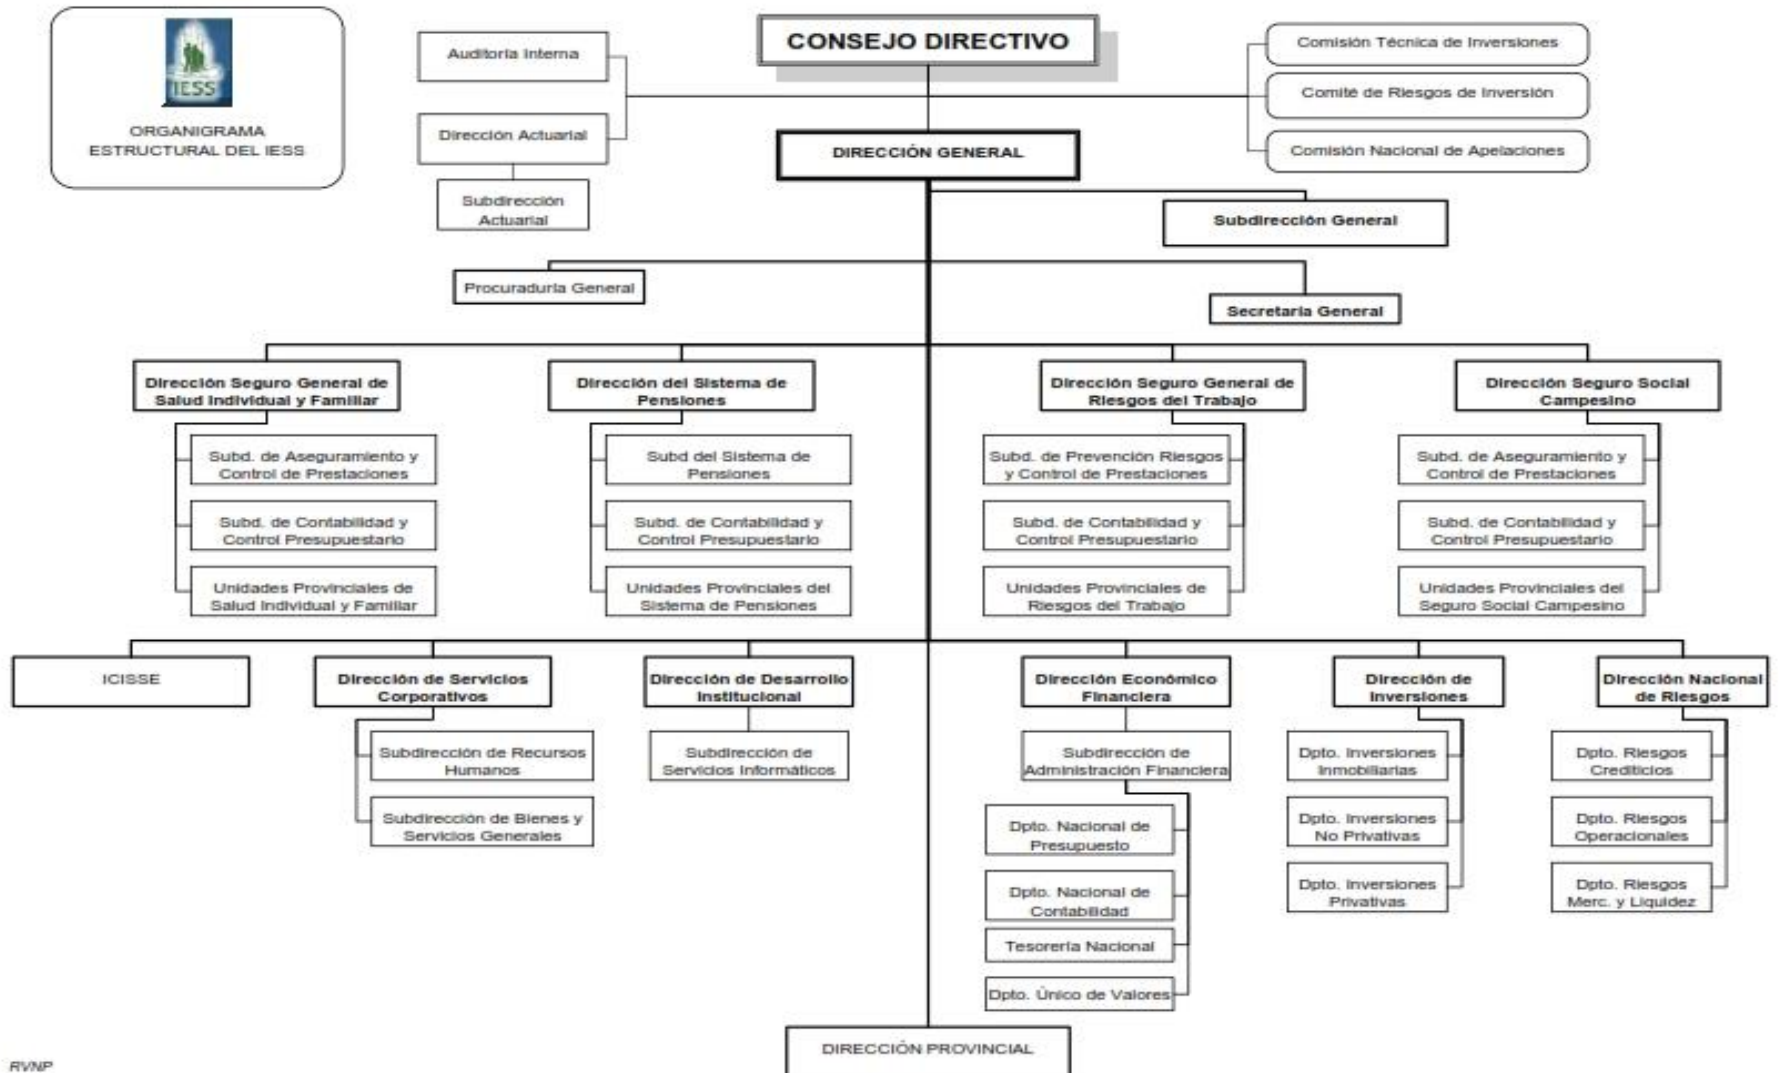 IESS
ORGANIGRAMA
ESTRUCTURAL DEL IESS
CONSEJO DIRECTIVO
Auditoría Interna
Dirección Actuarial
Subdirección
Actuarial
Comisión Técnica de Inversiones
Comité de Riesgos de Inversión
Comisión Nacional de Apelaciones
DIRECCIÓN GENERAL
Subdirección General
Procuraduría General
Secretaría General
Dirección Seguro General de
Salud Individual y Familiar
Subd. de Aseguramiento y
Control de Prestaciones
Subd. de Contabilidad y
Control Presupuestario
Unidades Provinciales de
Salud Individual y Familiar
Dirección del Sistema de
Pensiones
Subd del Sistema de
Pensiones
Subd. de Contabilidad y
Control Presupuestario
Unidades Provinciales del
Sistema de Pensiones
Dirección Seguro General de
Riesgos del Trabajo
Subd. de Prevención Riesgos
y Control de Prestaciones
Subd. de Contabilidad y
Control Presupuestario
Unidades Provinciales de
Riesgos del Trabajo
Dirección Seguro Social
Campesino
Subd. de Aseguramiento y
Control de Prestaciones
Subd. de Contabilidad y
Control Presupuestario
Unidades Provinciales del
Seguro Social Campesino
ICISSE
Dirección de Servicios
Corporativos
Subdirección de Recursos
Humanos
Subdirección de Bienes y
Servicios Generales
Dirección de Desarrollo
Institucional
Subdirección de
Servicios Informáticos
Dirección Económico
Financiera
Subdirección de
Administración Financiera
Dpto. Nacional de
Presupuesto
Dpto. Nacional de
Contabilidad
Tesorería Nacional
Dpto. Único de Valores
Dirección de
Inversiones
Dpto. Inversiones
Inmobiliarias
Dpto. Inversiones
No Privativas
Dpto. Inversiones
Privativas
Dirección Nacional
de Riesgos
Dpto. Riesgos
Crediticios
Dpto. Riesgos
Operacionales
Dpto. Riesgos
Merc. y Liquidez
DIRECCIÓN PROVINCIAL
RVNP